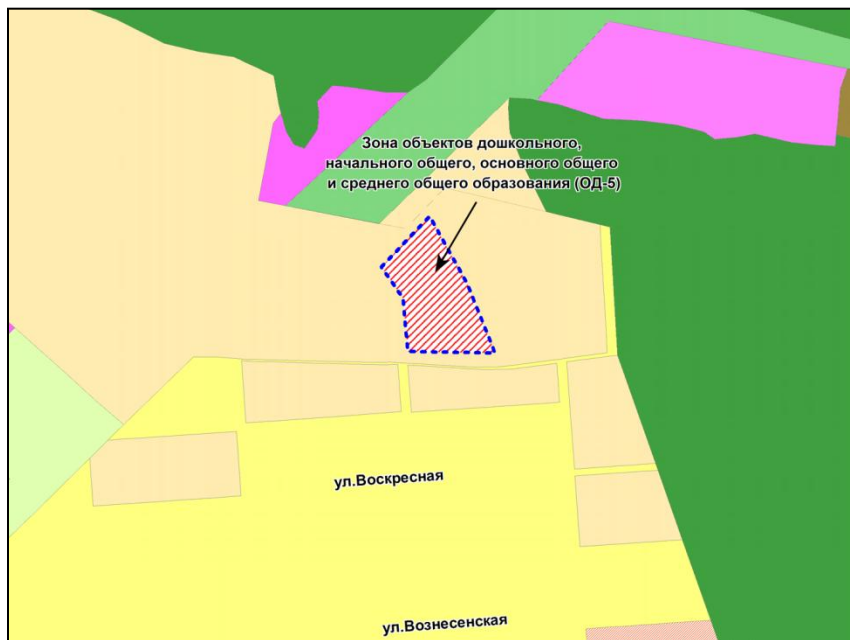 Зона объектов дошкольного,
начального общего, основного общего
и среднего общего образования (ОД-5)
ул.Воскресная
ул.Вознесенская